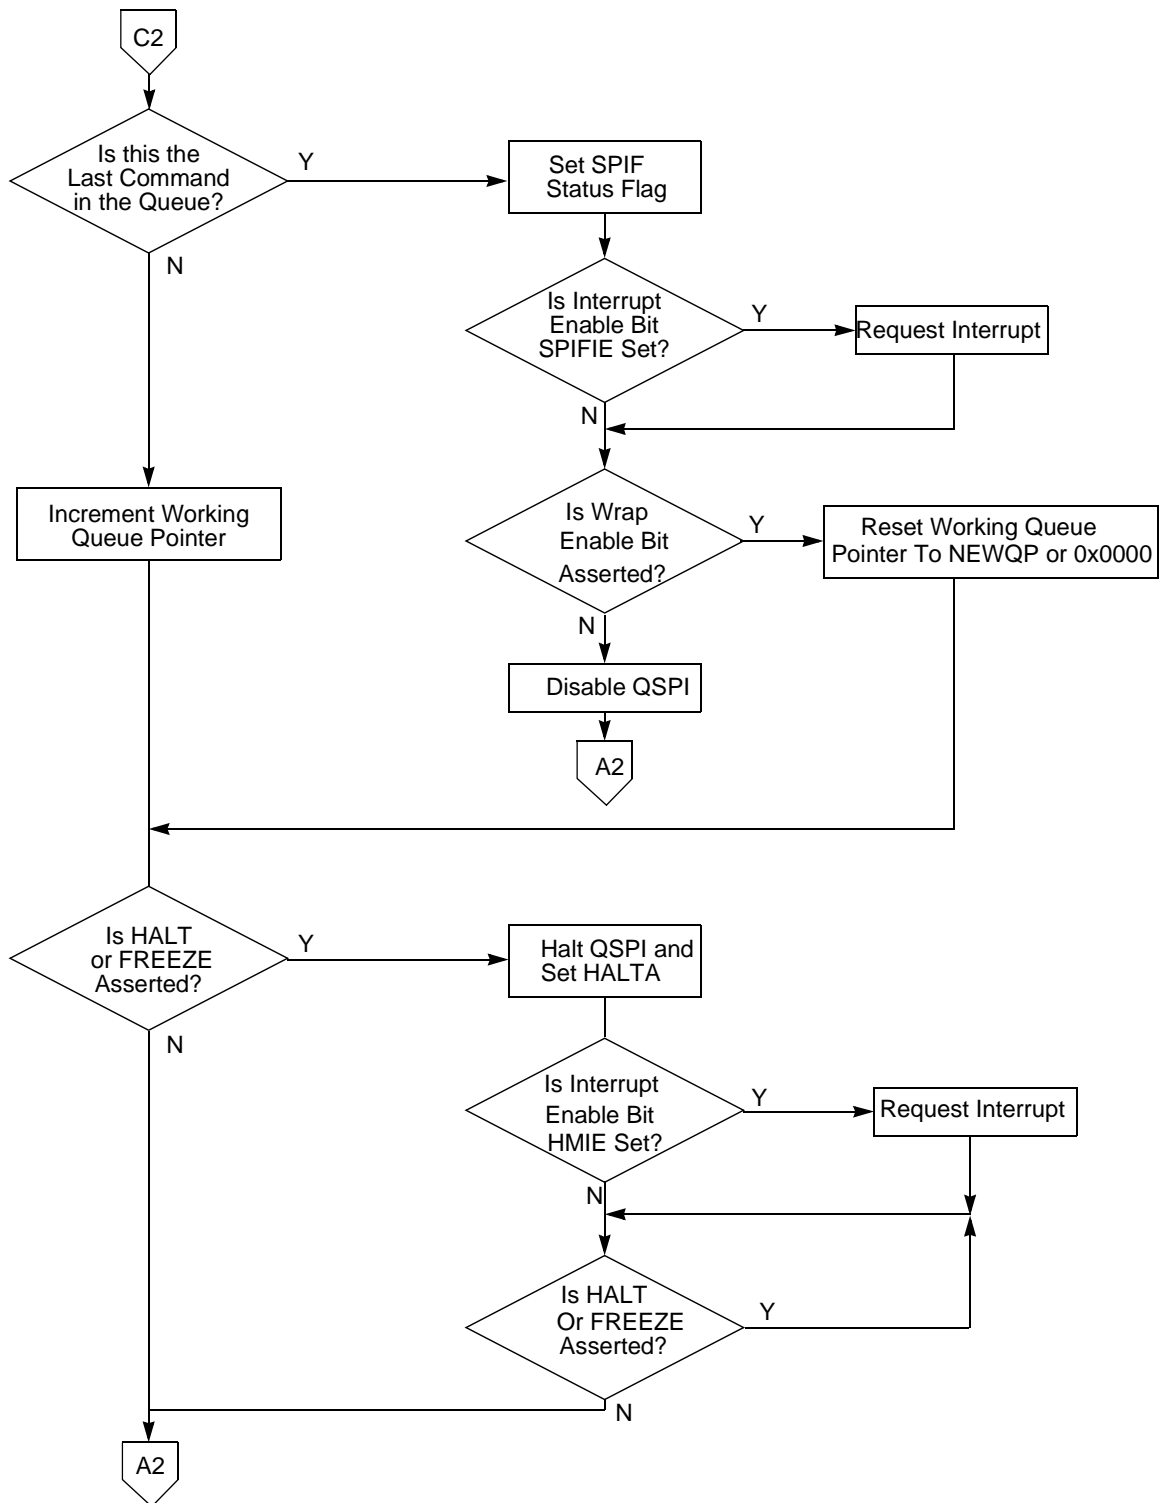 C2
Is this the
Last Command
in the Queue?
Y
Set SPIF
Status Flag
N
Is Interrupt
Enable Bit
SPIFIE Set?
Y
Request Interrupt
N
Increment Working
Queue Pointer
Is Wrap
Enable Bit
Asserted?
Y
Reset Working Queue
Pointer To NEWQP or 0x0000
N
Disable QSPI
A2
Is HALT
or FREEZE
Asserted?
Y
Halt QSPI and
Set HALTA
N
Is Interrupt
Enable Bit
HMIE Set?
Y
Request Interrupt
N
Is HALT
Or FREEZE
Asserted?
Y
N
A2